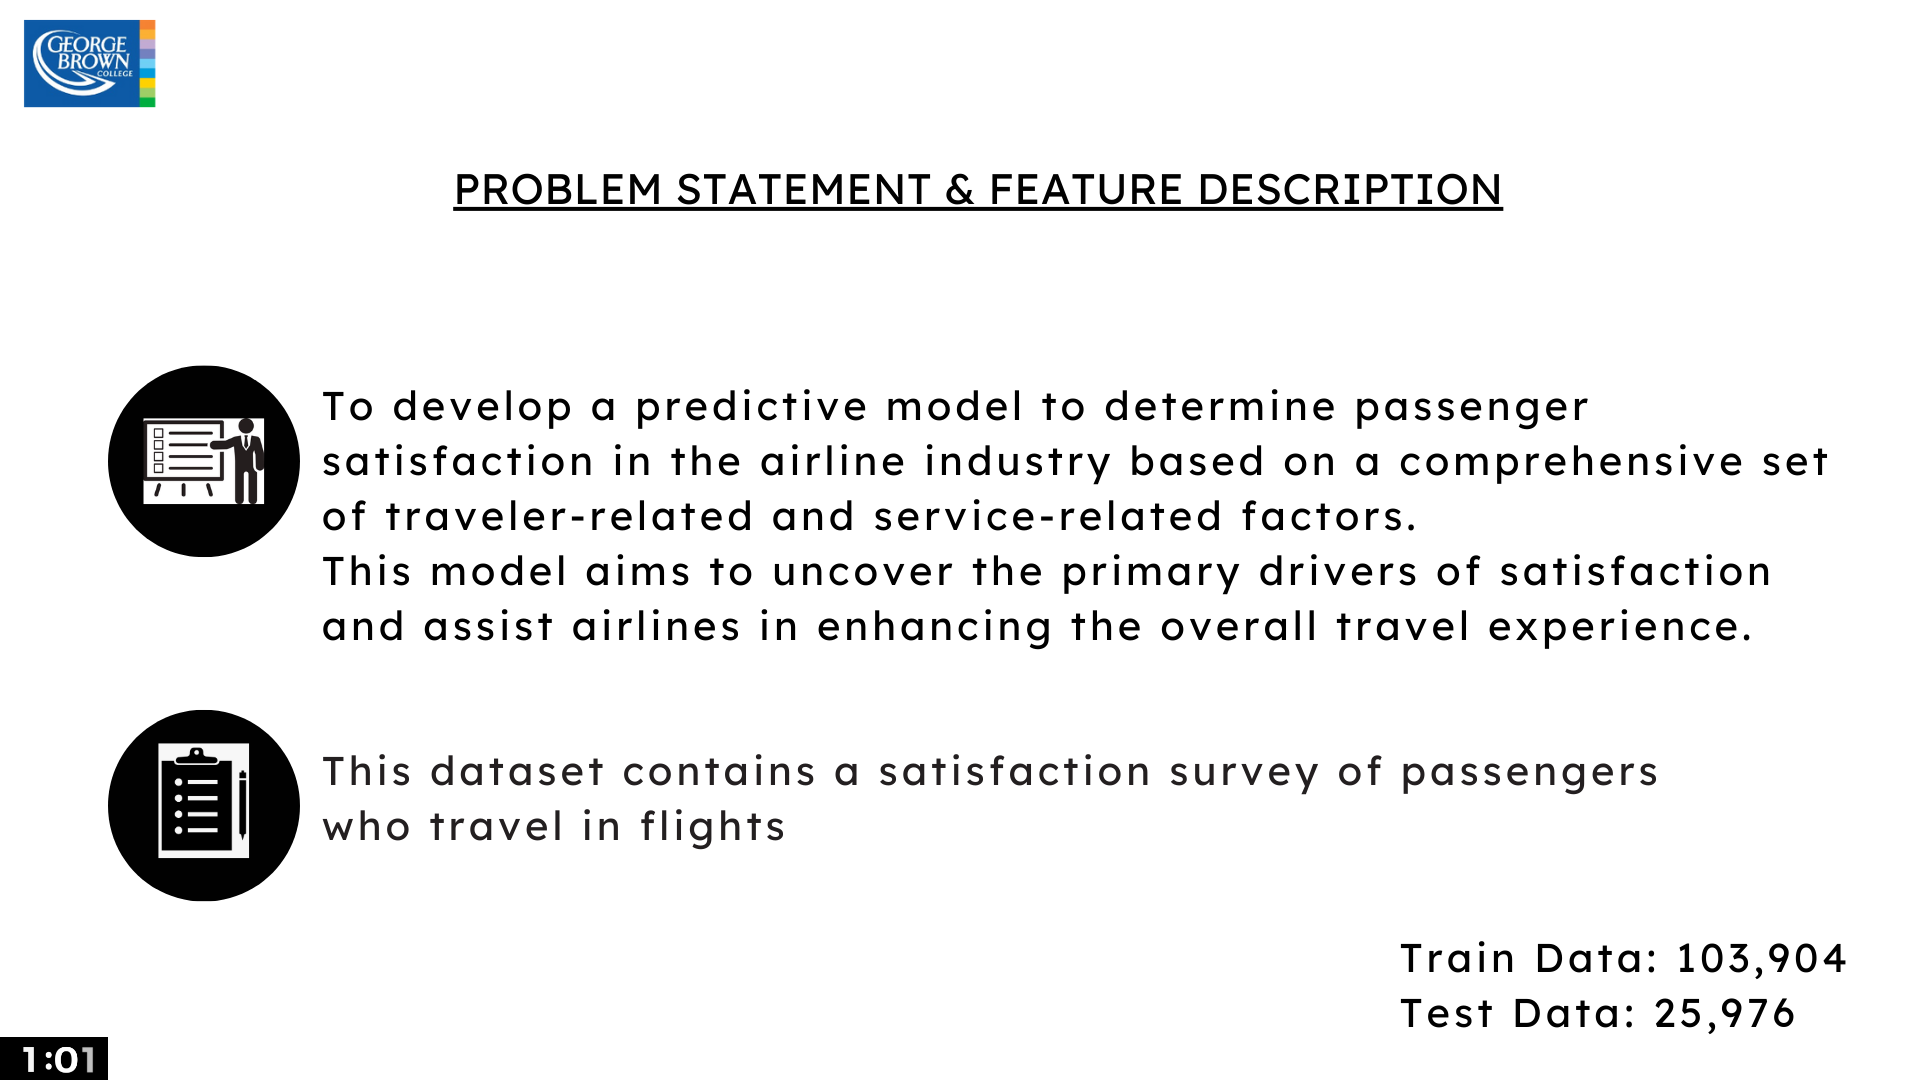 GEORGE
BROWN
COLLEGE
PROBLEM STATEMENT & FEATURE DESCRIPTION
To develop a predictive model to determine passenger
satisfaction in the airline industry based on a comprehensive set
of traveler-related and service-related factors.
This model aims to uncover the primary drivers of satisfaction
and assist airlines in enhancing the overall travel experience.
This dataset contains a satisfaction survey of passengers
who travel in flights
Train Data: 103,904
Test Data: 25,976
1:01